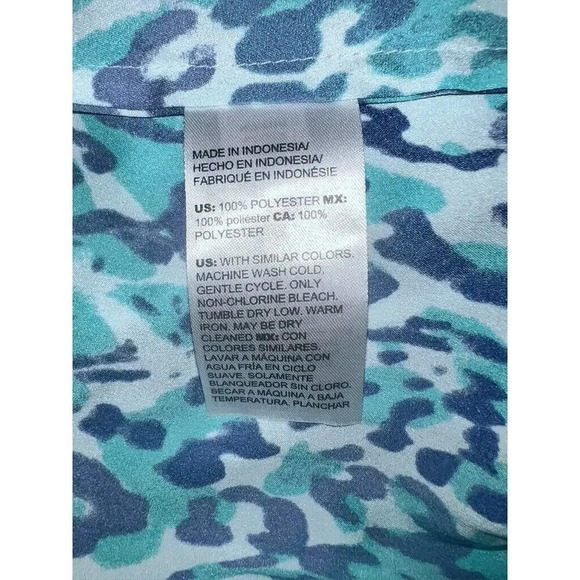 MADE IN INDONESIA/
HECHO EN INDONESIA/
FABRIQUÉ EN INDONÉSIE
US: 100% POLYESTER MX:
100% poliéster CA: 100%
POLYESTER
US: WITH SIMILAR COLORS.
MACHINE WASH COLD,
GENTLE CYCLE. ONLY
NON-CHLORINE BLEACH.
TUMBLE DRY LOW. WARM
IRON, MAY BE DRY
CLEANED MX: CON
COLORES SIMILARES.
LAVAR A MÁQUINA CON
AGUA FRÍA EN CICLO
SUAVE. SOLAMENTE
BLANQUEADOR SIN CLORO.
SECAR A MÁQUINA A BAJA
TEMPERATURA. PLANCHAR